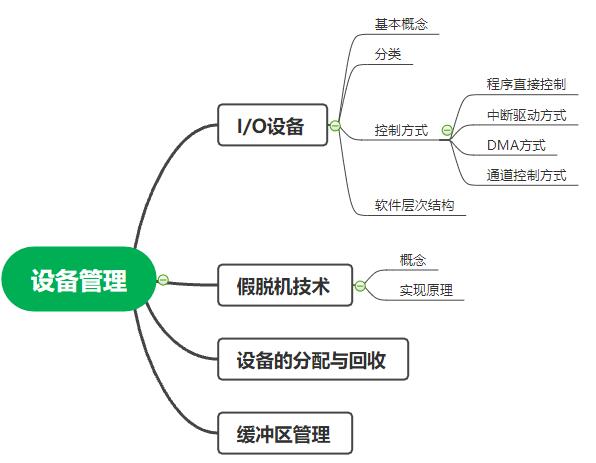 设备管理
I/O设备
基本概念
分类
控制方式
程序直接控制
中断驱动方式
DMA方式
通道控制方式
软件层次结构
假脱机技术
概念
实现原理
设备的分配与回收
缓冲区管理